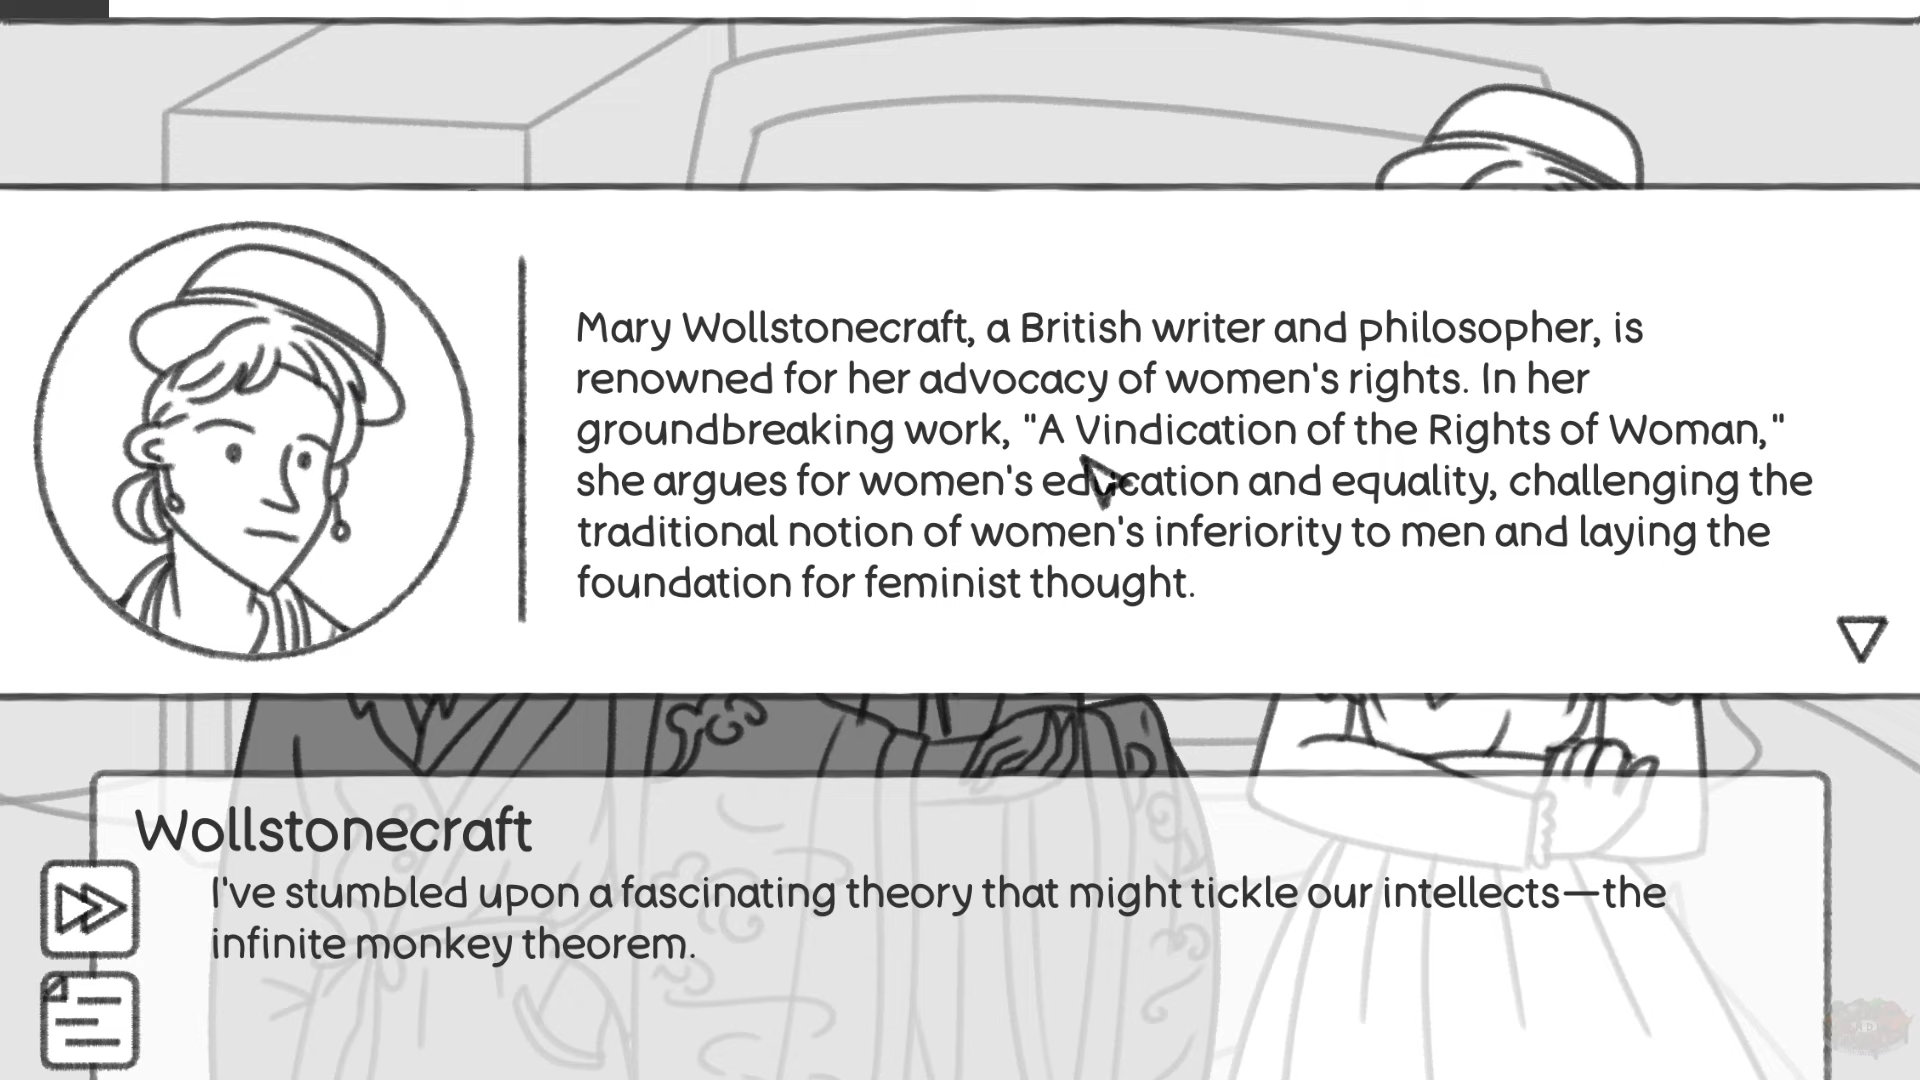 Mary Wollstonecraft, a British writer and philosopher, is
renowned for her advocacy of women's rights. In her
groundbreaking work, "A Vindication of the Rights of Woman,"
she argues for women's education and equality, challenging the
traditional notion of women's inferiority to men and laying the
foundation for feminist thought.
Wollstonecraft
I've stumbled upon a fascinating theory that might tickle our intellects—the
infinite monkey theorem.